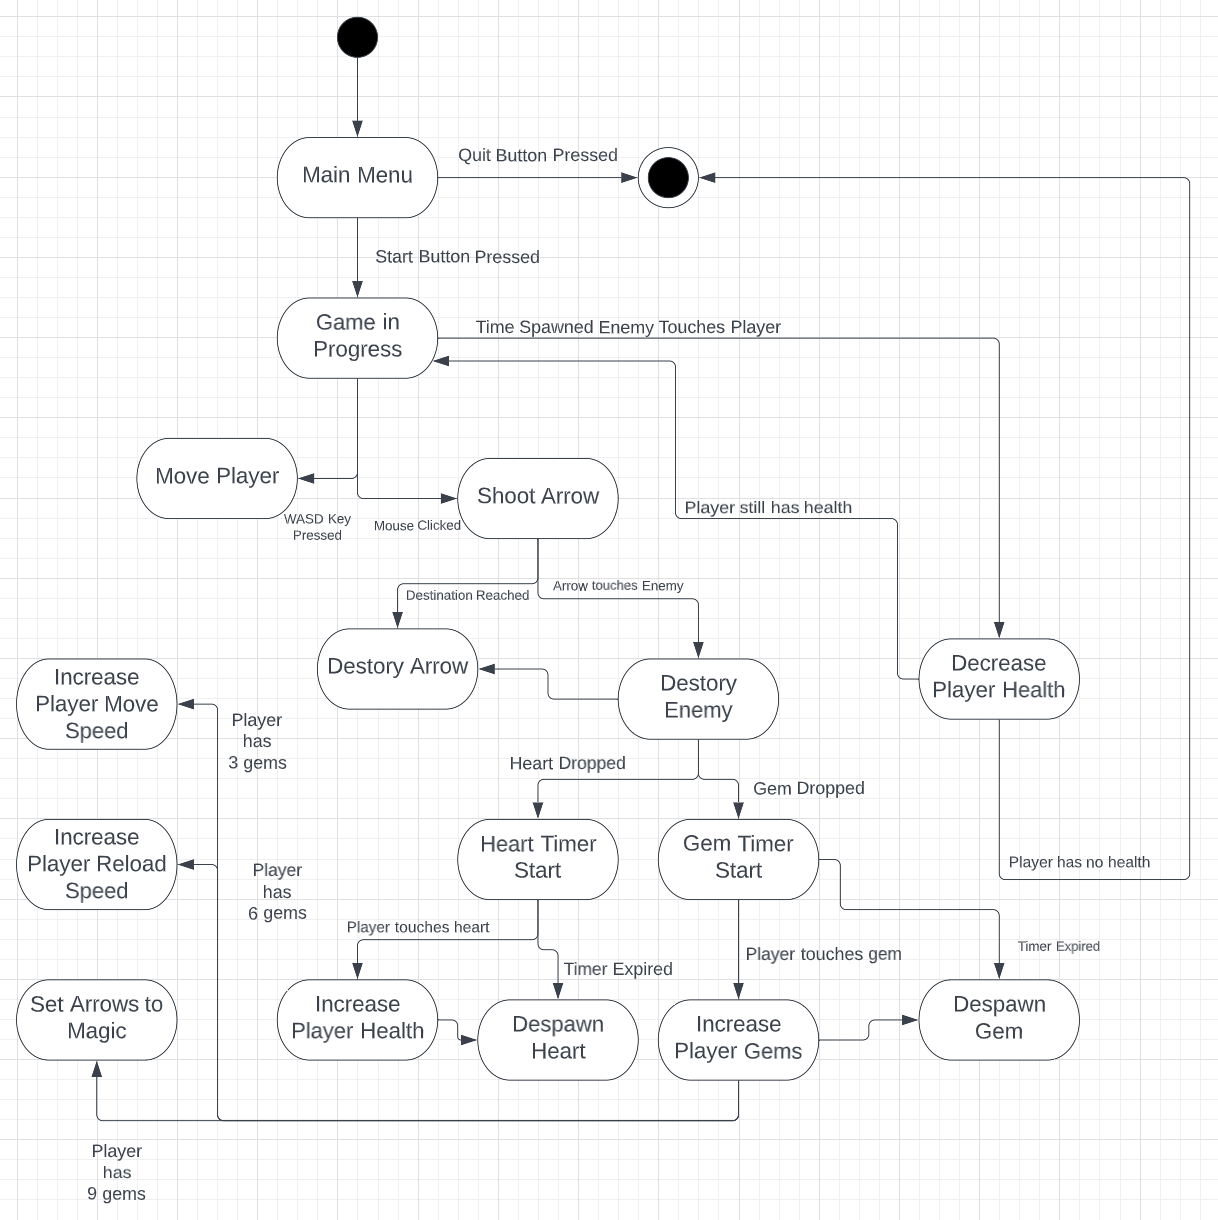 Main Menu
Quit Button Pressed
Start Button Pressed
Game in
Progress
Time Spawned Enemy Touches Player
Move Player
Shoot Arrow
WASD Key
Pressed
Mouse Clicked
Player still has health
Destination Reached
Arrow touches Enemy
Destory Arrow
Destory
Enemy
Decrease
Player Health
Increase
Player Move
Speed
Player
has
3 gems
Heart Dropped
Gem Dropped
Increase
Player Reload
Speed
Player
has
6 gems
Heart Timer
Start
Gem Timer
Start
Player has no health
Player touches heart
Timer Expired
Player touches gem
Timer Expired
Set Arrows to
Magic
Increase
Player Health
Despawn
Heart
Increase
Player Gems
Despawn
Gem
Player
has
9 gems